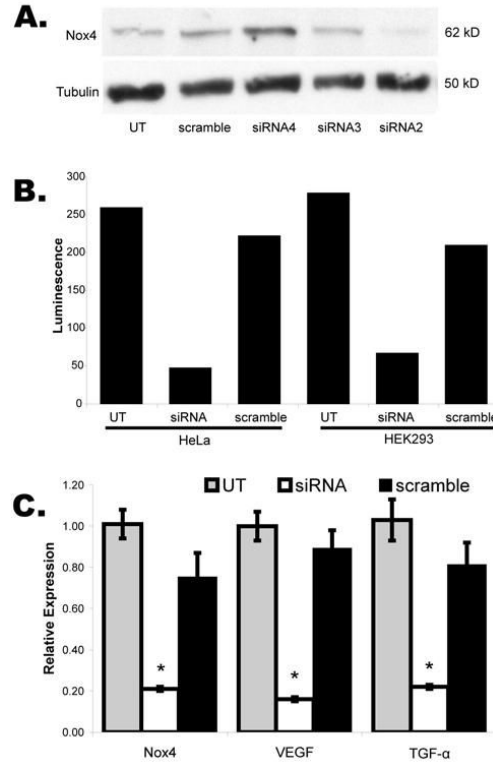 A.
Nox4
62 kD
Tubulin
50 kD
UT scramble siRNA4 siRNA3 siRNA2
B.
Luminescence
300
250
200
150
100
50
0
UT siRNA scramble UT siRNA scramble
HeLa HEK293
C.
UT siRNA scramble
Relative Expression
1.20
1.00
0.80
0.60
0.40
0.20
0.00
* * *
Nox4 VEGF TGF-α